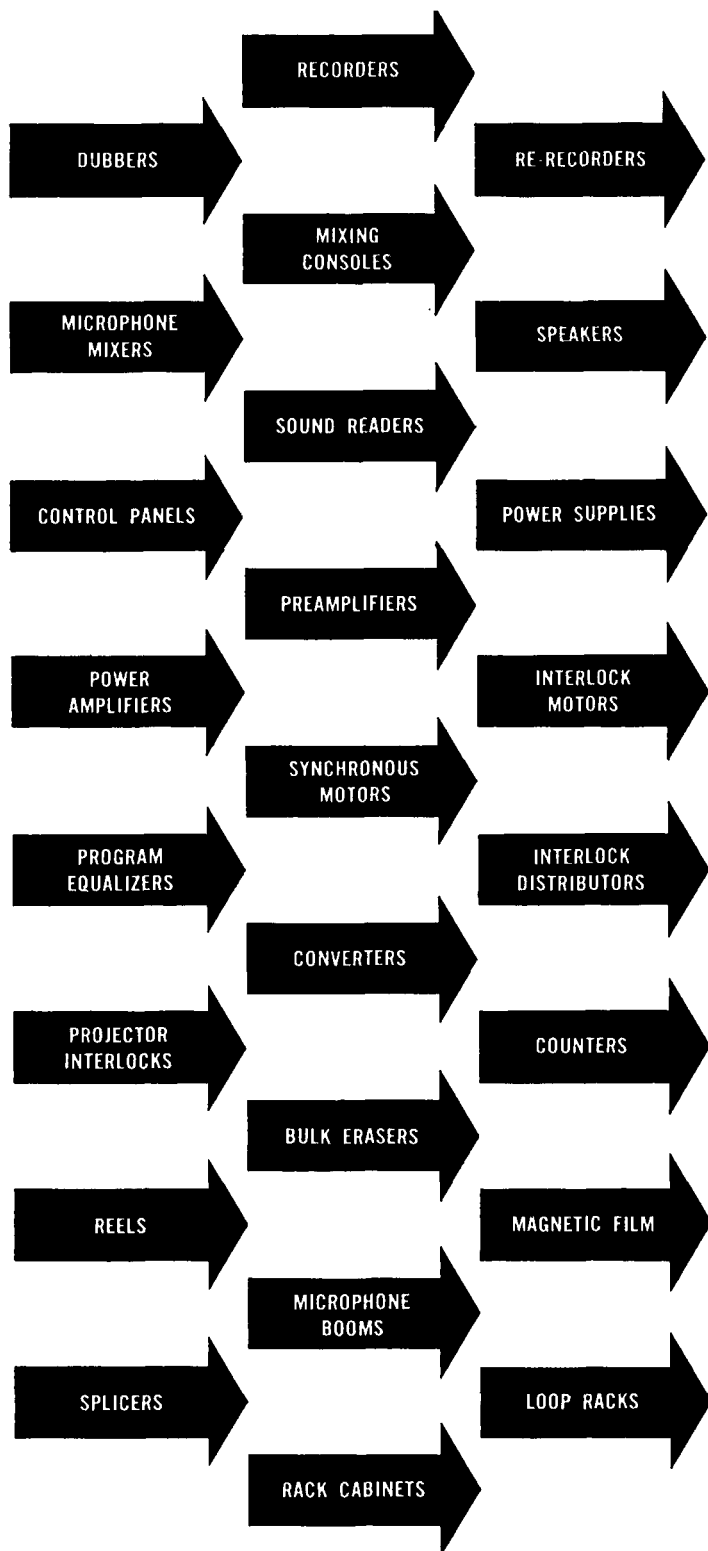 RECORDERS
DUBBERS
RE-RECORDERS
MIXING
CONSOLES
MICROPHONE
MIXERS
SPEAKERS
SOUND READERS
CONTROL PANELS
POWER SUPPLIES
PREAMPLIFIERS
POWER
AMPLIFIERS
INTERLOCK
MOTORS
SYNCHRONOUS
MOTORS
PROGRAM
EQUALIZERS
INTERLOCK
DISTRIBUTORS
CONVERTERS
PROJECTOR
INTERLOCKS
COUNTERS
BULK ERASERS
REELS
MAGNETIC FILM
MICROPHONE
BOOMS
SPLICERS
LOOP RACKS
RACK CABINETS